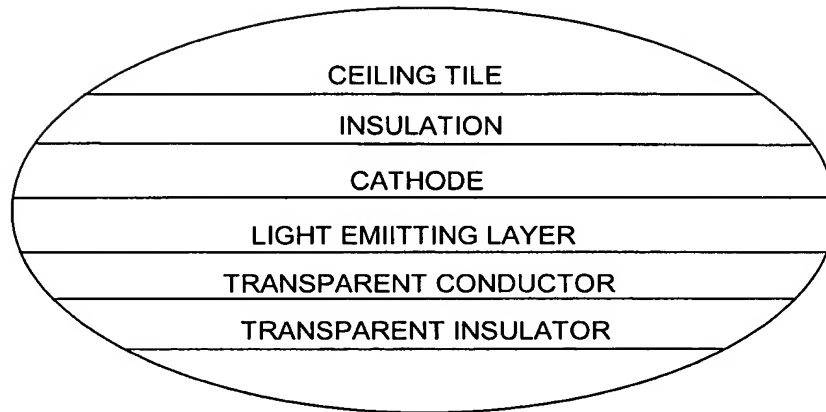 CEILING TILE
INSULATION
CATHODE
LIGHT EMIITTING LAYER
TRANSPARENT CONDUCTOR
TRANSPARENT INSULATOR